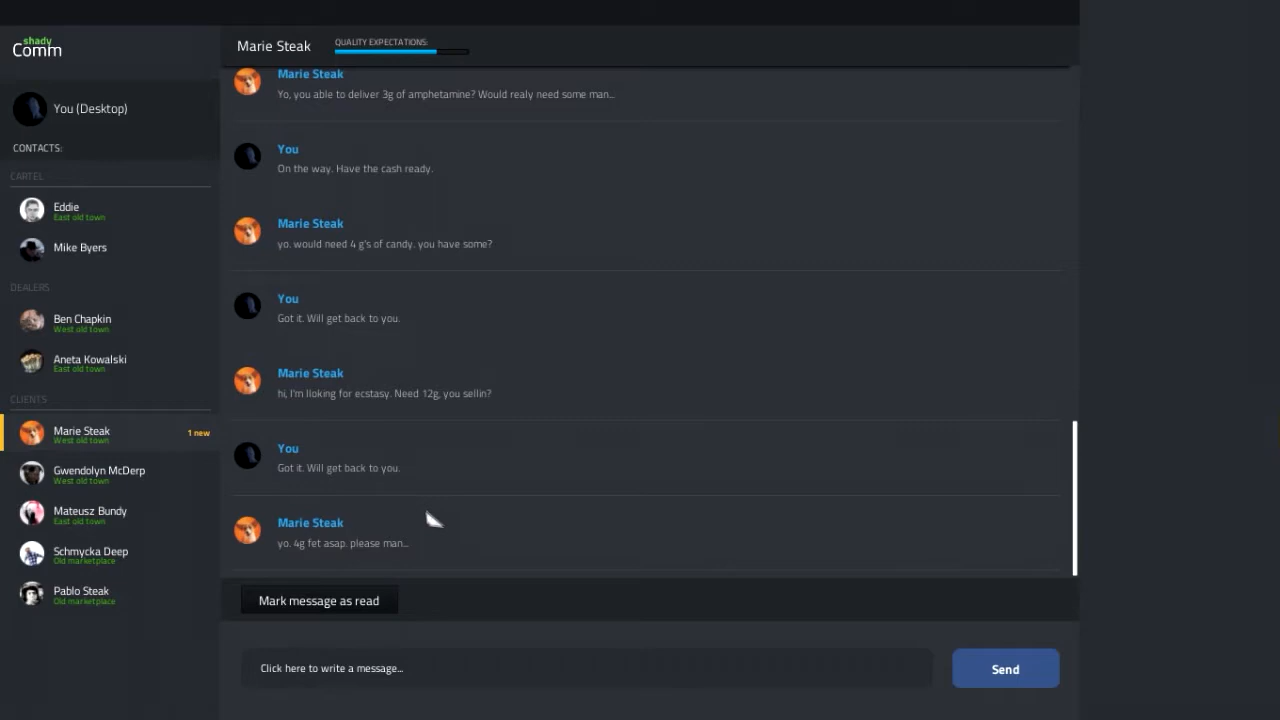 shady
Comm
You (Desktop)
CONTACTS:
CARTEL
Eddie
East old town
Mike Byers
DEALERS
Ben Chapkin
West old town
Aneta Kowalski
East old town
CLIENTS
Marie Steak
West old town
1 new
Gwendolyn McDerp
West old town
Mateusz Bundy
East old town
Schmycka Deep
Old marketplace
Pablo Steak
Old marketplace
Marie Steak
QUALITY EXPECTATIONS:
Marie Steak
Yo, you able to deliver 3g of amphetamine? Would realy need some man...
You
On the way. Have the cash ready.
Marie Steak
yo. would need 4 g's of candy. you have some?
You
Got it. Will get back to you.
Marie Steak
hi, I'm lloking for ecstasy. Need 12g, you sellin?
You
Got it. Will get back to you.
Marie Steak
yo. 4g fet asap. please man...
Mark message as read
Click here to write a message...
Send